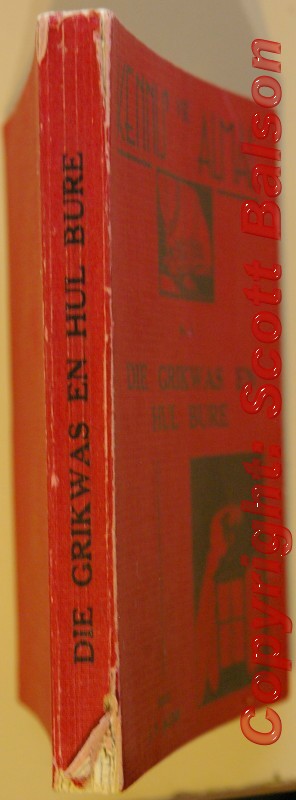 DIE GRIKWAS EN HUL BURE
DIE GRIKWAS EN
HUL BURE
Copyright: Scott Balson